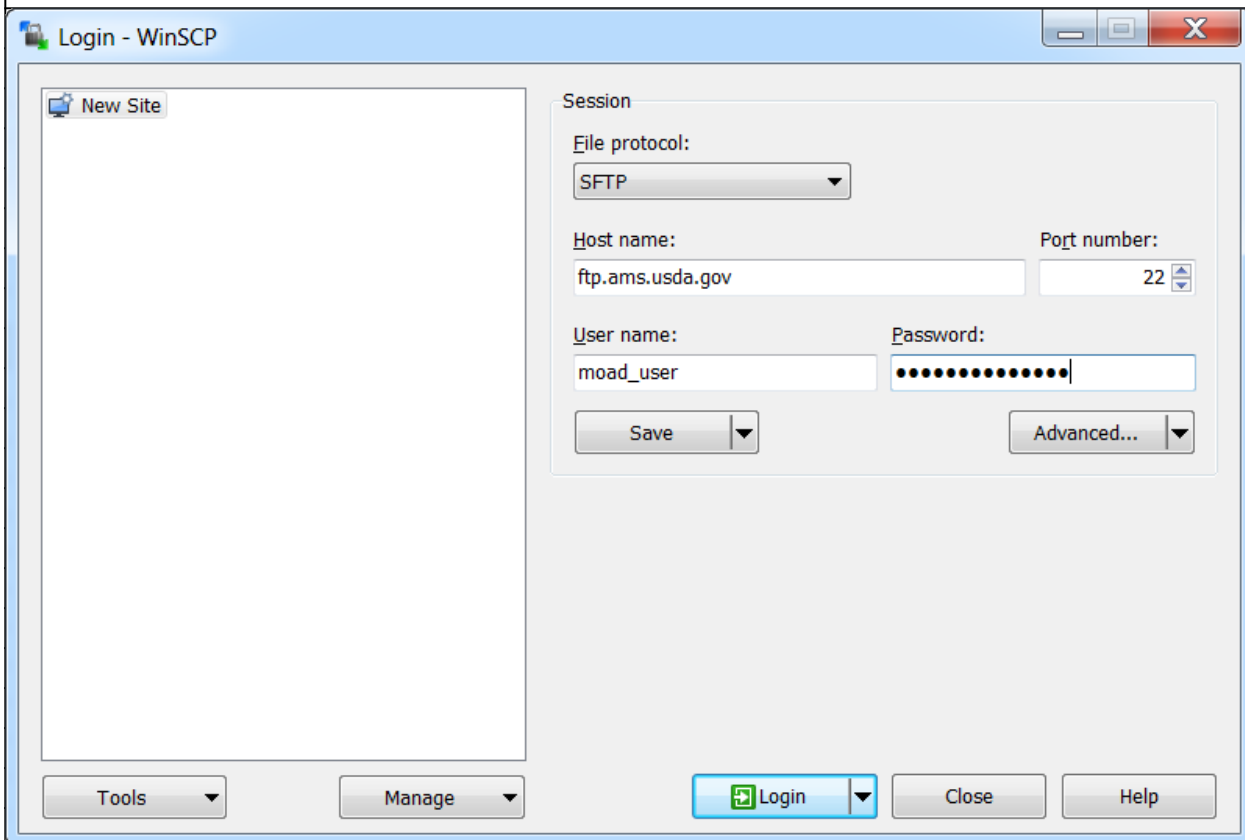 Login - WinSCP
New Site
Session
File protocol:
SFTP
Host name: Port number:
ftp.ams.usda.gov 22
User name: Password:
moad_user ••••••••••••••
Save Advanced...
Tools Manage Login Close Help